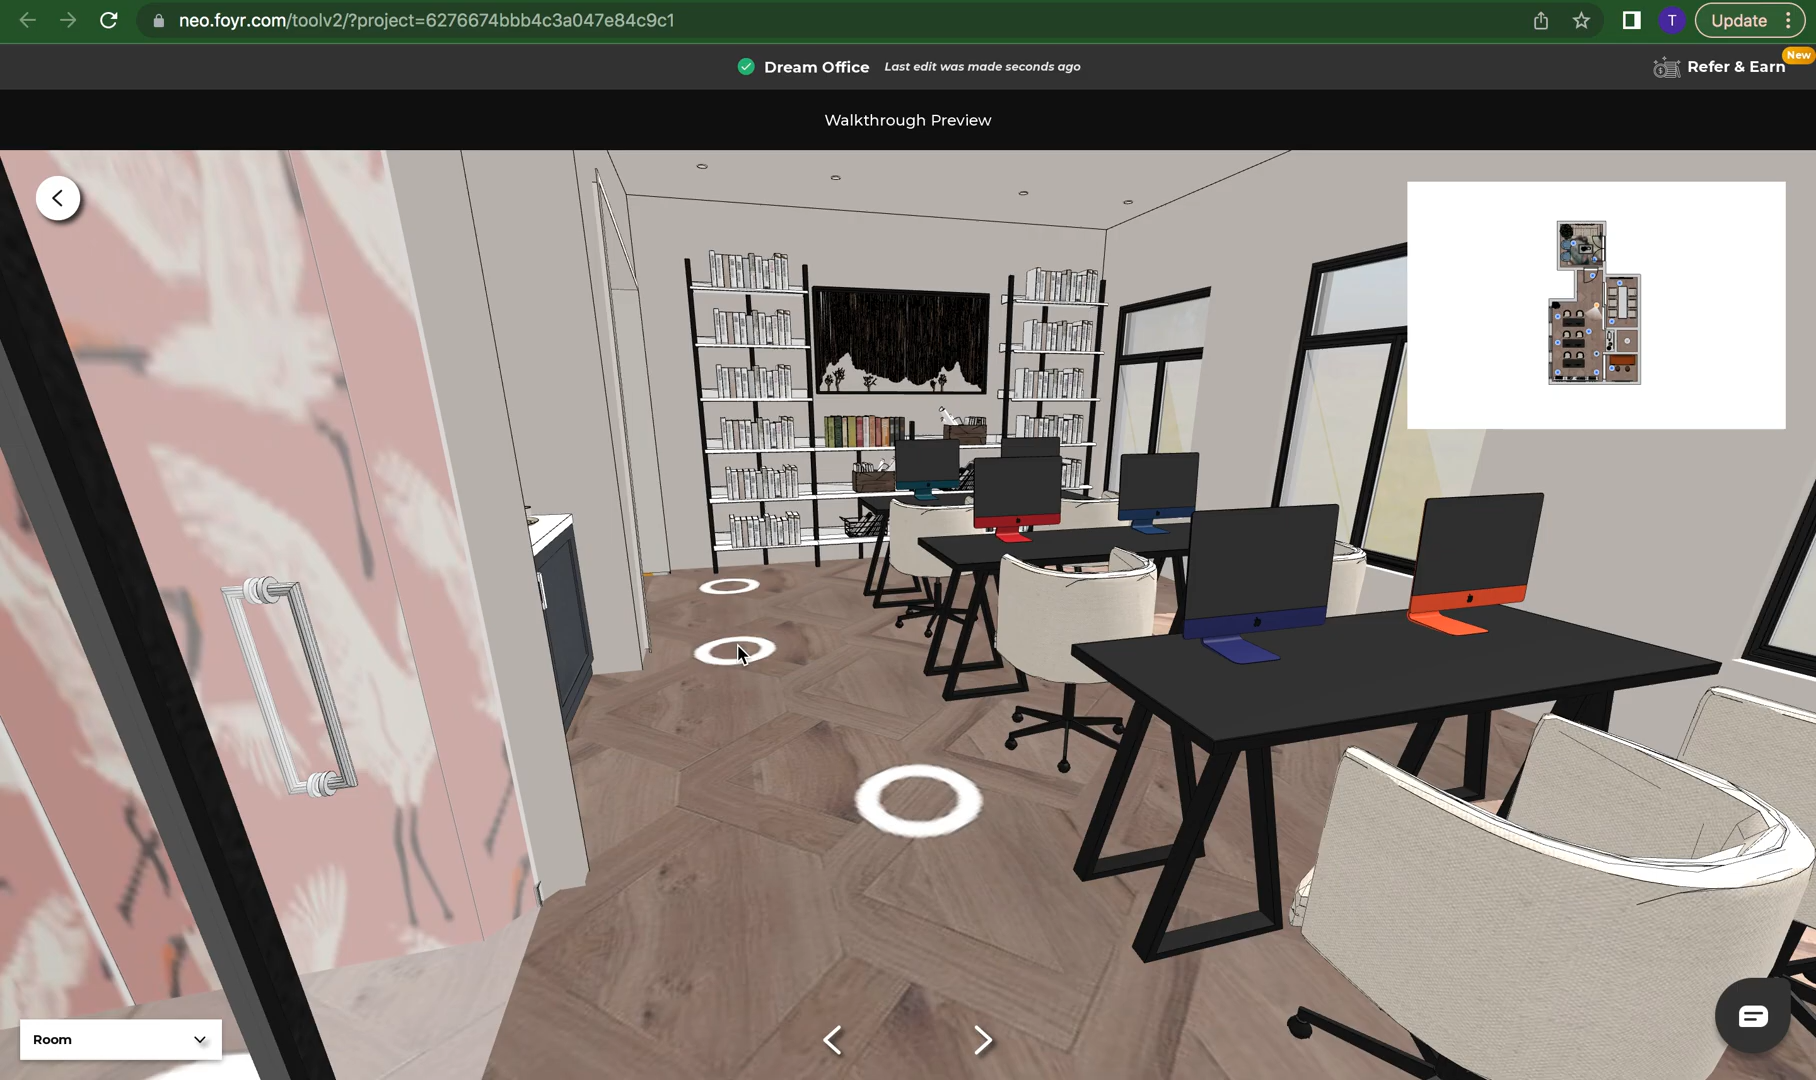 neo.foyr.com/toolv2/?project=6276674bbb4c3a047e84c9c1
T
Update
Dream Office Last edit was made seconds ago
New
Refer & Earn
Walkthrough Preview
Room